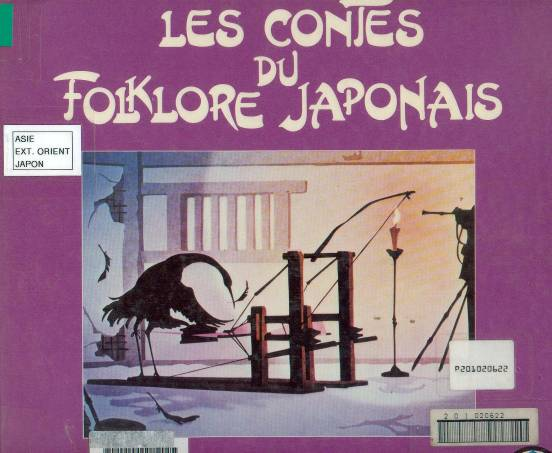 LES CONTES
DU
FOLKLORE JAPONAIS
ASIE
EXT. ORIENT
JAPON
P201020622
2 0 1 020622